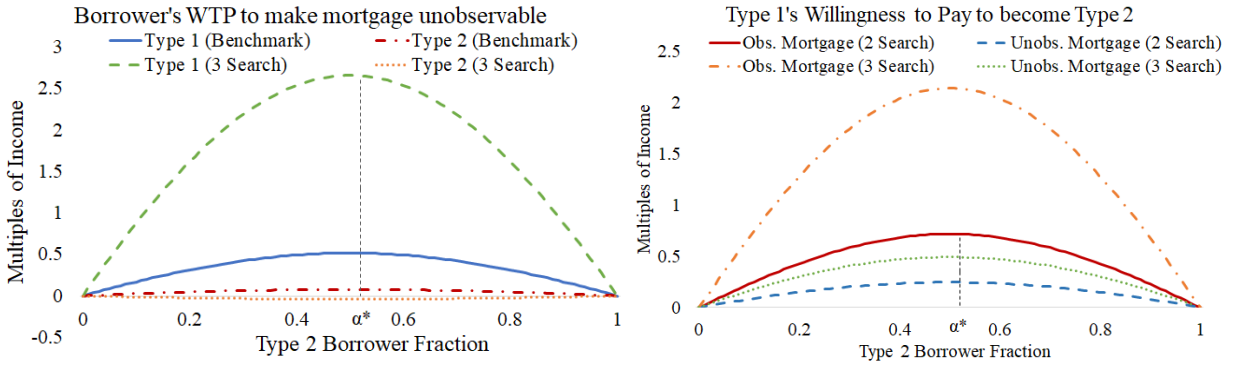 Borrower's WTP to make mortgage unobservable
Type 1 (Benchmark) Type 2 (Benchmark)
Type 1 (3 Search) Type 2 (3 Search)
Multiples of Income
3
2.5
2
1.5
1
0.5
0
-0.5
0 0.2 0.4 α* 0.6 0.8 1
Type 2 Borrower Fraction
Type 1's Willingness to Pay to become Type 2
Obs. Mortgage (2 Search) Unobs. Mortgage (2 Search)
Obs. Mortgage (3 Search) Unobs. Mortgage (3 Search)
Multiples of Income
2.5
2
1.5
1
0.5
0
0 0.2 0.4 α* 0.6 0.8 1
Type 2 Borrower Fraction